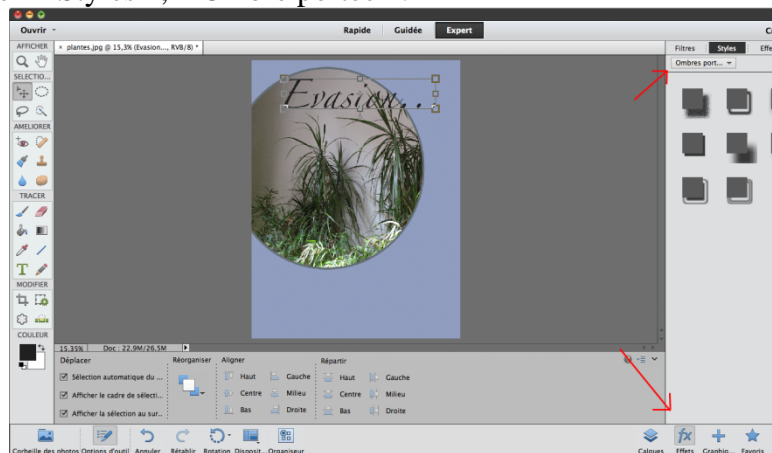 Ouvrir
Rapide Guidée Expert
AFFICHER
× plantes.jpg @ 15,3% (Evasion..., RVB/8) *
Filtres Styles Effe
Ombres port...
SELECTIO...
Evasion..
AMELIORER
TRACER
MODIFIER
COULEUR
15,35% Doc : 22,9M/26,5M
Déplacer Réorganiser Aligner Répartir
Sélection automatique du ... Haut Gauche Haut Gauche
Afficher le cadre de sélecti... Centre Milieu Centre Milieu
Afficher la sélection au sur... Bas Droite Bas Droite
Corbeille des photos Options d'outil Annuler Rétablir Rotation Disposit... Organiseur Calques Effets Graphiq... Favoris